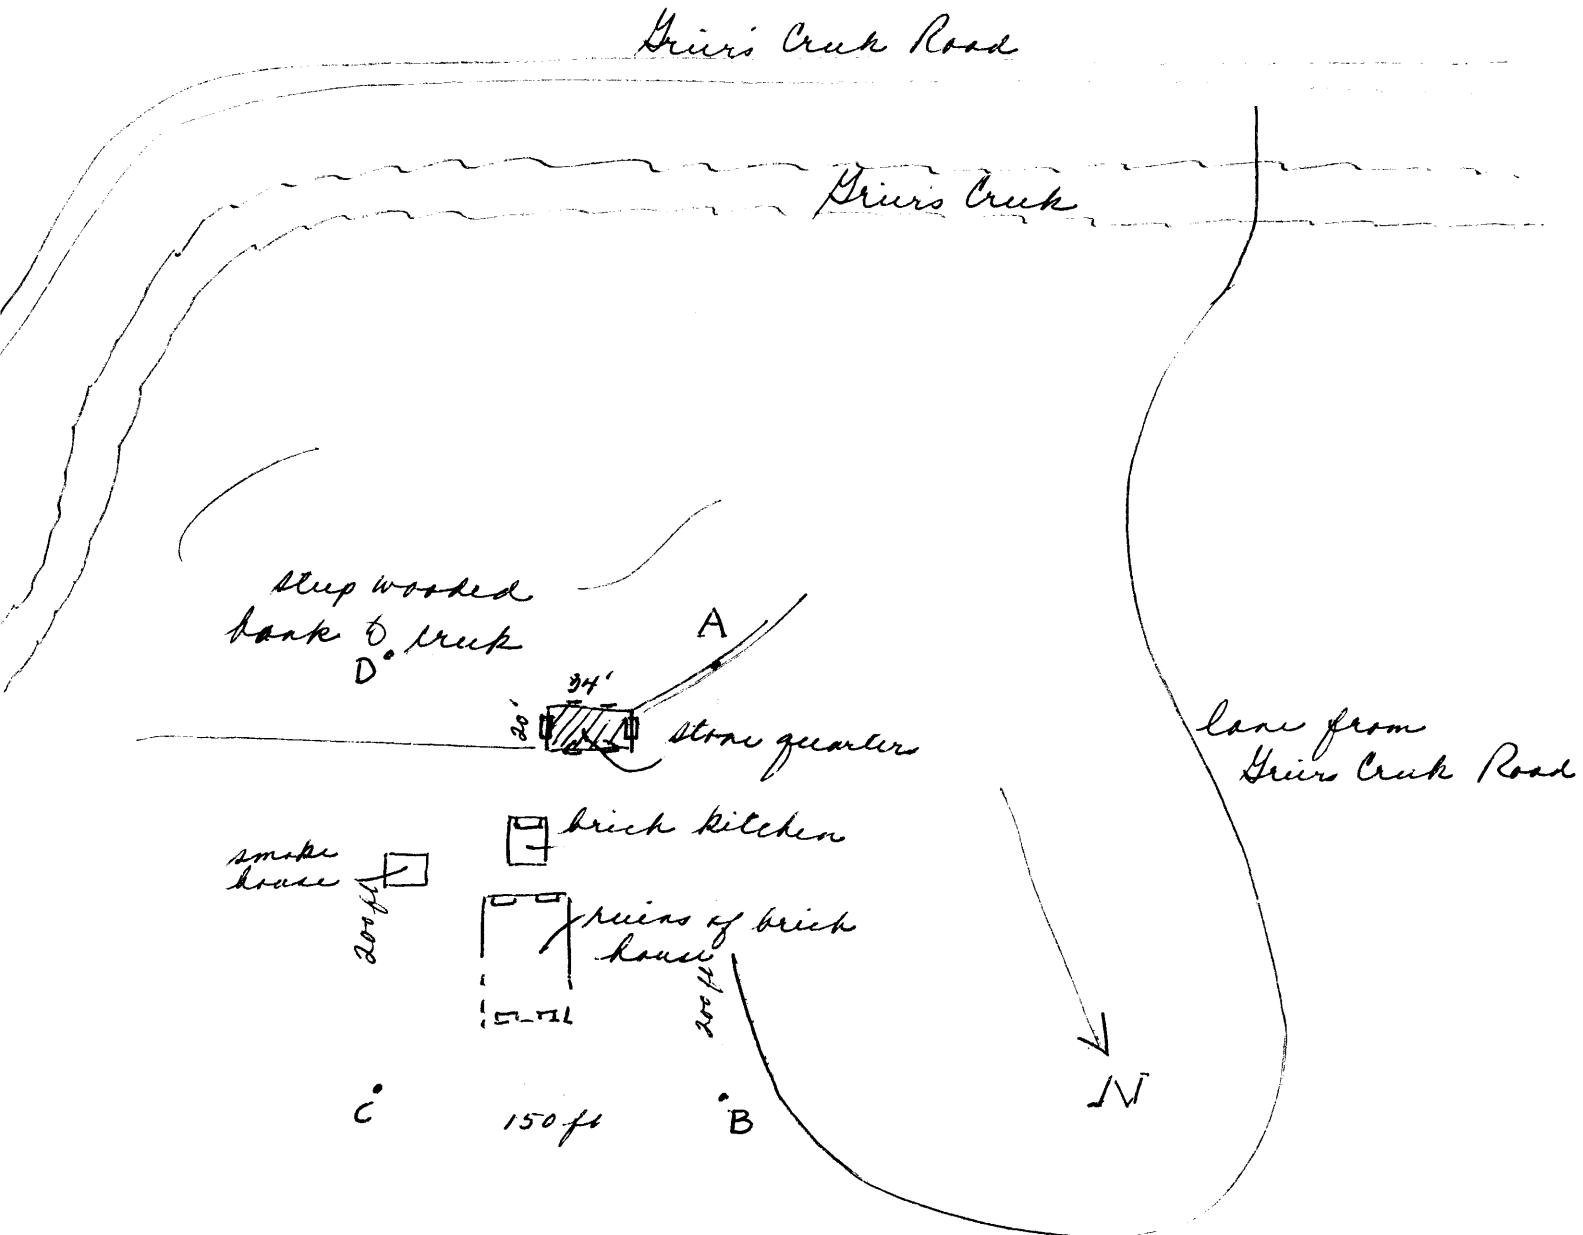 Grier's Creek Road
Griers Creek
steep wooded
bank to creek
D
A
34'
20'
stone quarters
lane from
Griers Creek Road
brick kitchen
smoke
house
200 ft
ruins of brick
house
200 ft
N
C
150 ft
B